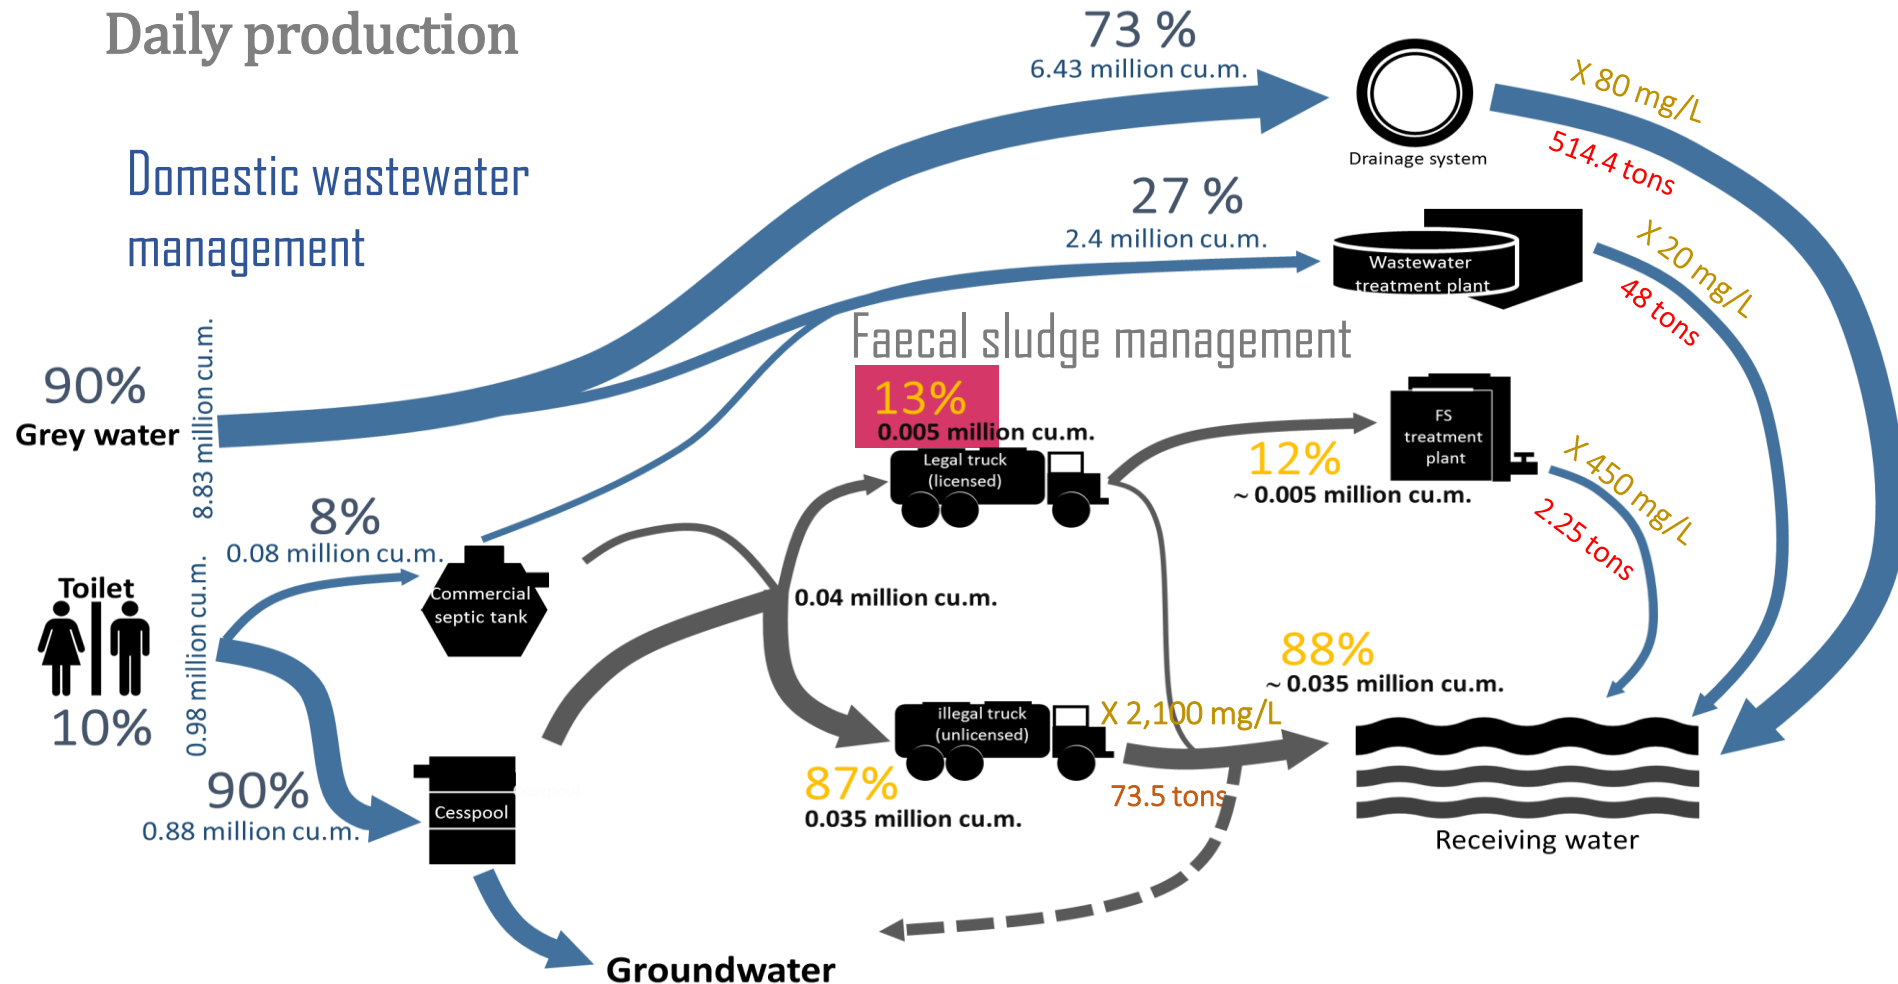 Daily production
Domestic wastewater
management
73 %
6.43 million cu.m.
Drainage system
X 80 mg/L
514.4 tons
27 %
2.4 million cu.m.
Wastewater
treatment plant
X 20 mg/L
48 tons
90%
Grey water
8.83 million cu.m.
Faecal sludge management
13%
0.005 million cu.m.
Legal truck
(licensed)
12%
~ 0.005 million cu.m.
FS
treatment
plant
X 450 mg/L
2.25 tons
8%
0.08 million cu.m.
Commercial
septic tank
Toilet
10%
0.98 million cu.m.
0.04 million cu.m.
90%
0.88 million cu.m.
Cesspool
illegal truck
(unlicensed)
87%
0.035 million cu.m.
X 2,100 mg/L
73.5 tons
88%
~ 0.035 million cu.m.
Receiving water
Groundwater